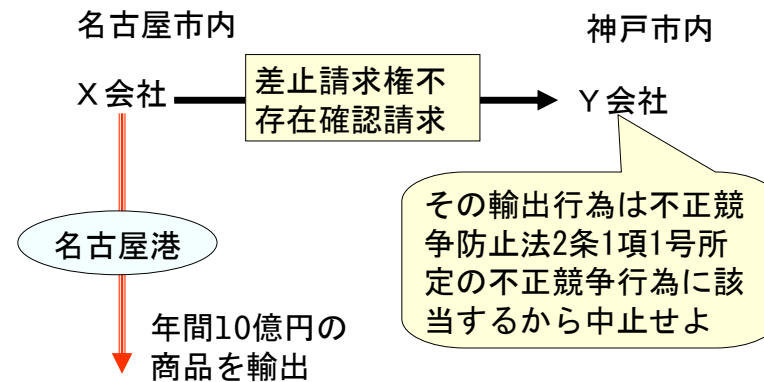 名古屋市内
神戸市内
X会社
差止請求権不
存在確認請求
Y会社
その輸出行為は不正競
争防止法2条1項1号所
定の不正競争行為に該
当するから中止せよ
名古屋港
年間10億円の
商品を輸出